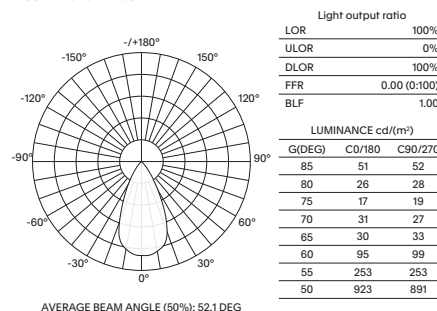 -/+180°
-150°
150°
-120°
120°
-90°
90°
-60°
60°
-30°
30°
0°
AVERAGE BEAM ANGLE (50%): 52.1 DEG
Light output ratio
LOR 100%
ULOR 0%
DLOR 100%
FFR 0.00 (0:100)
BLF 1.00
LUMINANCE cd/(m²)
G(DEG) C0/180 C90/270
85 51 52
80 26 28
75 17 19
70 31 27
65 30 33
60 95 99
55 253 253
50 923 891